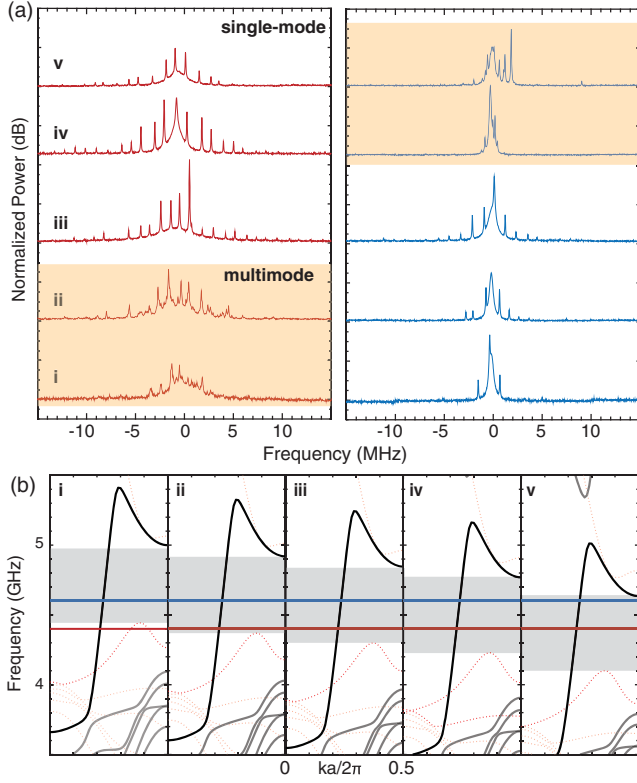 (a)
single-mode
v
iv
iii
multimode
ii
i
Normalized Power (dB)
-10 -5 0 5 10
-10 -5 0 5 10
Frequency (MHz)
(b)
i ii iii iv v
5
4
Frequency (GHz)
0 ka/2π 0.5